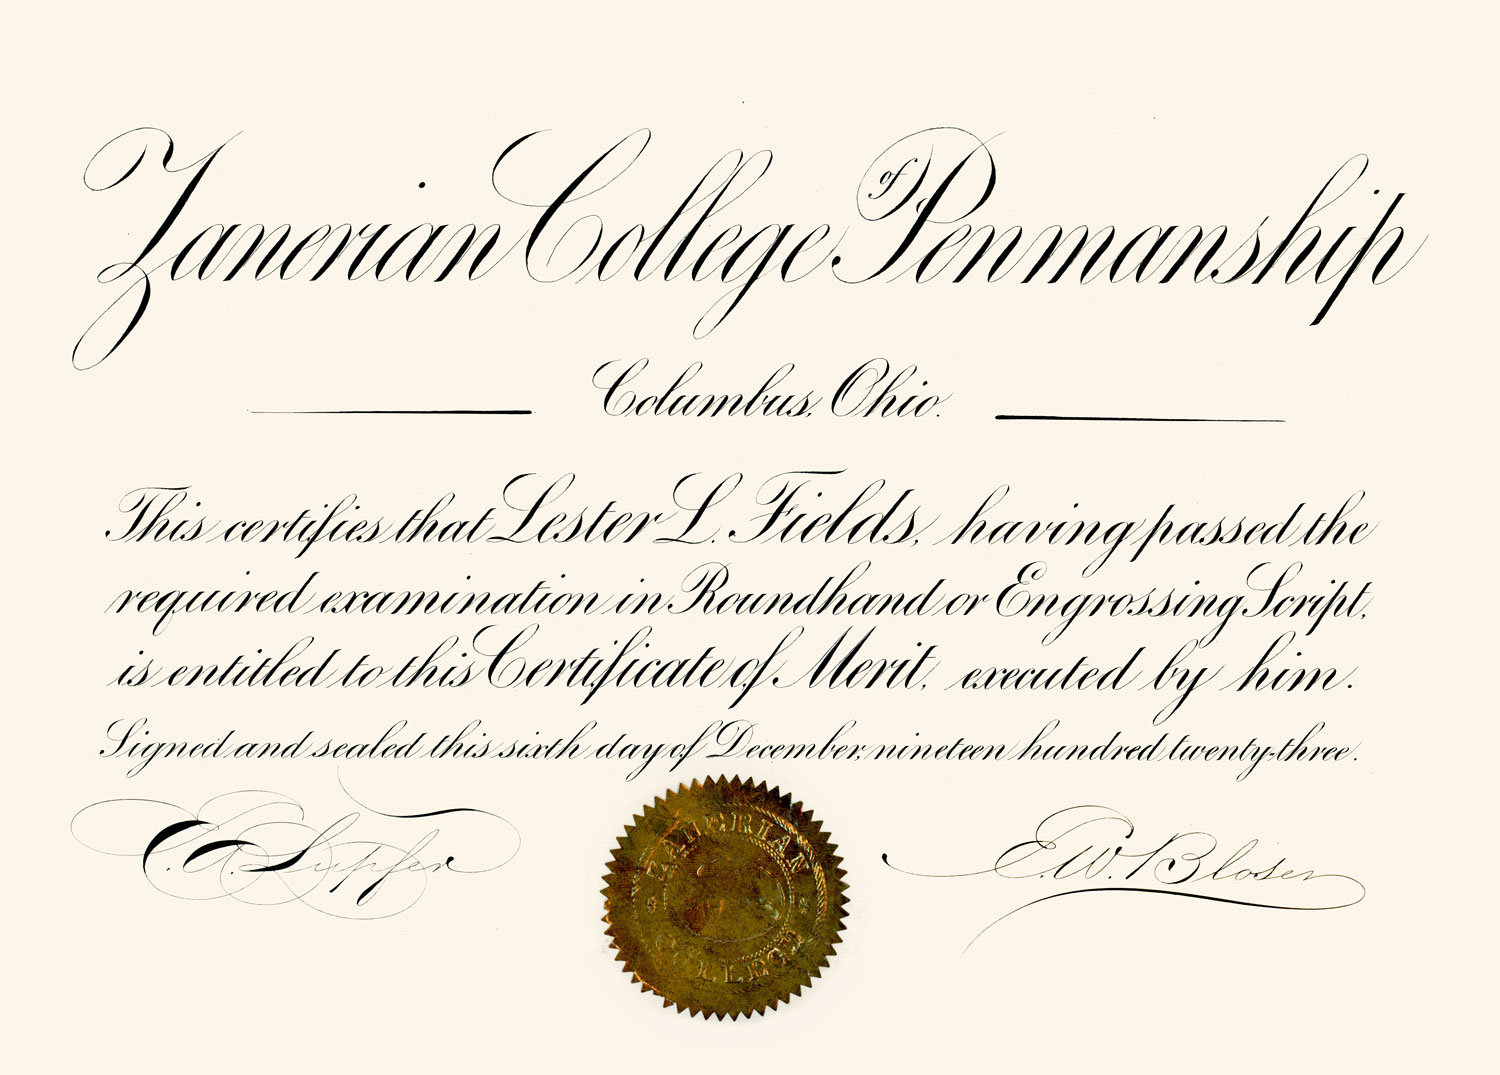 Zanerian College of Penmanship
Columbus, Ohio.
This certifies that Lester L. Fields, having passed the
required examination in Roundhand or Engrossing Script,
is entitled to this Certificate of Merit, executed by him.
Signed and sealed this sixth day of December, nineteen hundred twenty-three.
E. A. Lupfer
E. W. Bloser
ZANERIAN
COLLEGE